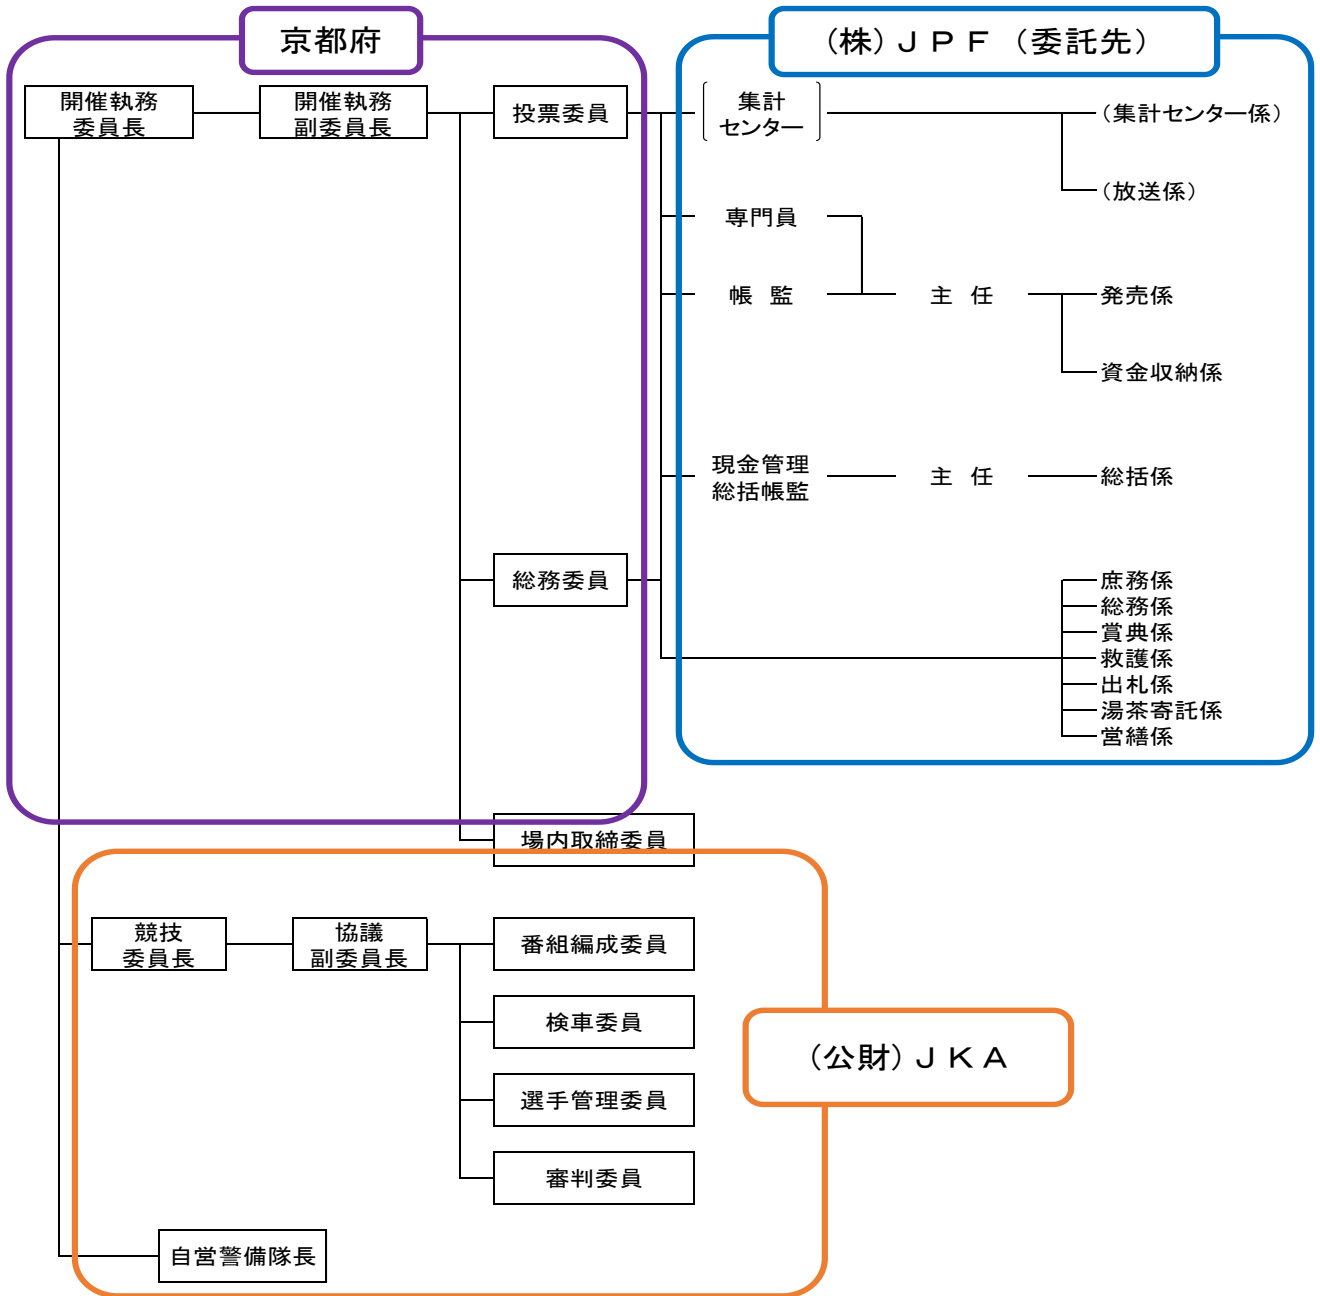 京都府
(株)ＪＰＦ（委託先）
開催執務
委員長
開催執務
副委員長
投票委員
集計
センター
(集計センター係)
(放送係)
専門員
帳 監
主 任
発売係
資金収納係
現金管理
総括帳監
主 任
総括係
総務委員
庶務係
総務係
賞典係
救護係
出札係
湯茶寄託係
営繕係
場内取締委員
競技
委員長
協議
副委員長
番組編成委員
検車委員
選手管理委員
審判委員
(公財)ＪＫＡ
自営警備隊長